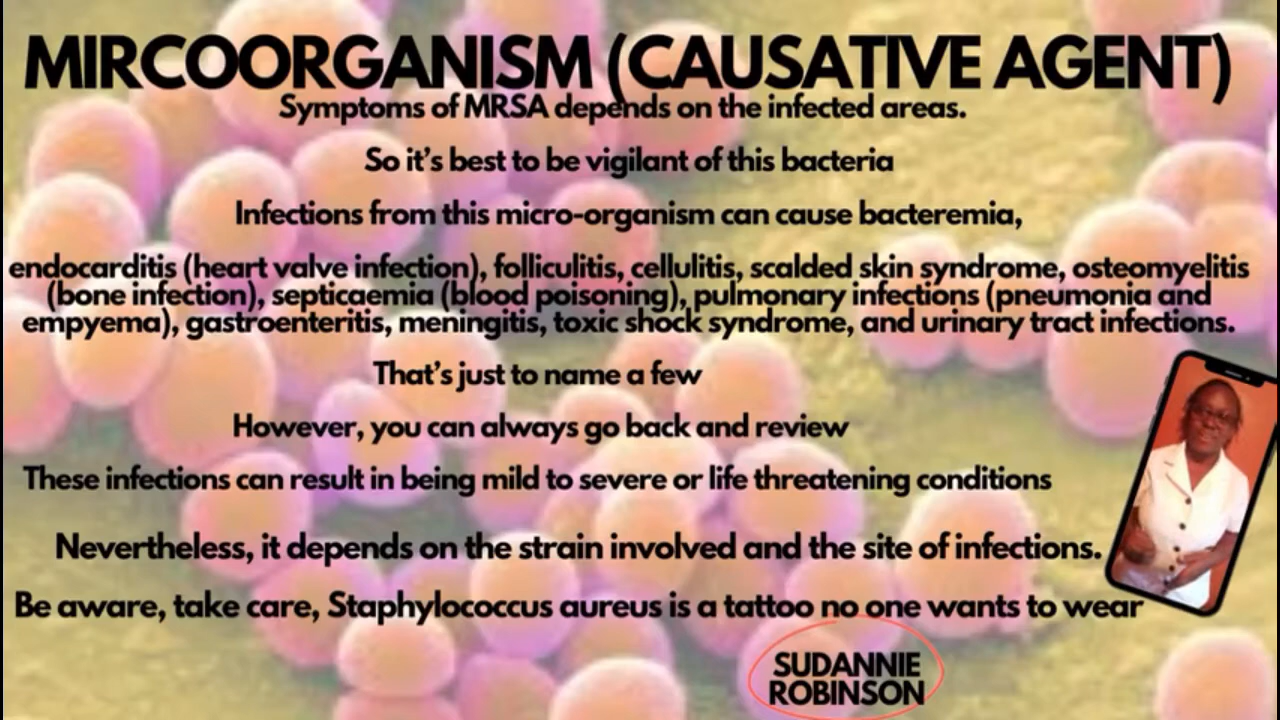 MIRCOORGANISM (CAUSATIVE AGENT)
Symptoms of MRSA depends on the infected areas.
So it's best to be vigilant of this bacteria
Infections from this micro-organism can cause bacteremia,
endocarditis (heart valve infection), folliculitis, cellulitis, scalded skin syndrome, osteomyelitis
(bone infection), septicaemia (blood poisoning), pulmonary infections (pneumonia and
empyema), gastroenteritis, meningitis, toxic shock syndrome, and urinary tract infections.
That's just to name a few
However, you can always go back and review
These infections can result in being mild to severe or life threatening conditions
Nevertheless, it depends on the strain involved and the site of infections.
Be aware, take care, Staphylococcus aureus is a tattoo no one wants to wear
SUDANNIE
ROBINSON